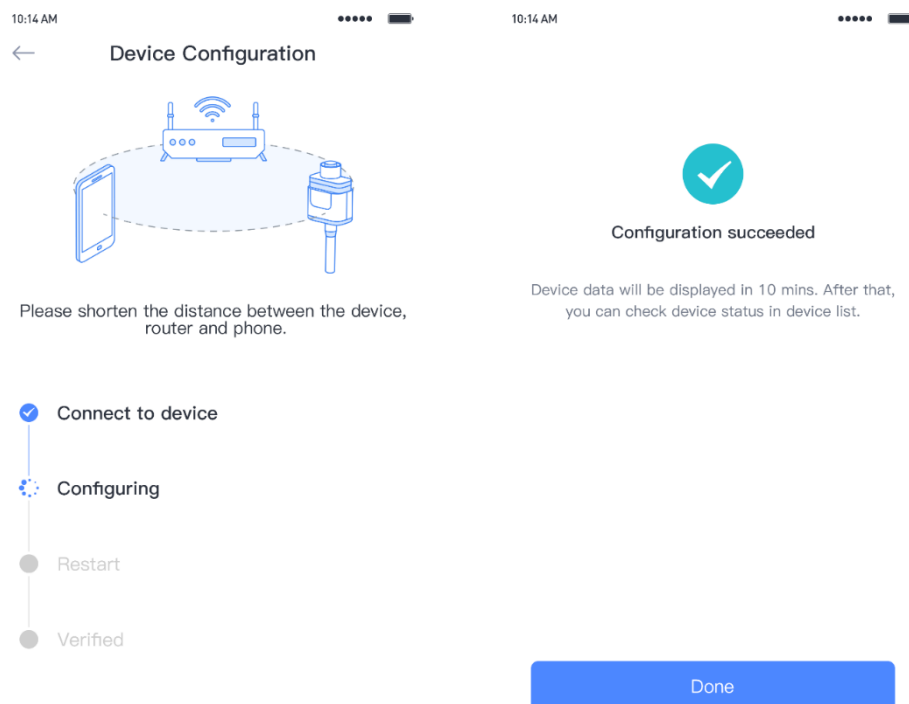 10:14 AM
Device Configuration
Please shorten the distance between the device,
router and phone.
Connect to device
Configuring
Restart
Verified
10:14 AM
Configuration succeeded
Device data will be displayed in 10 mins. After that,
you can check device status in device list.
Done